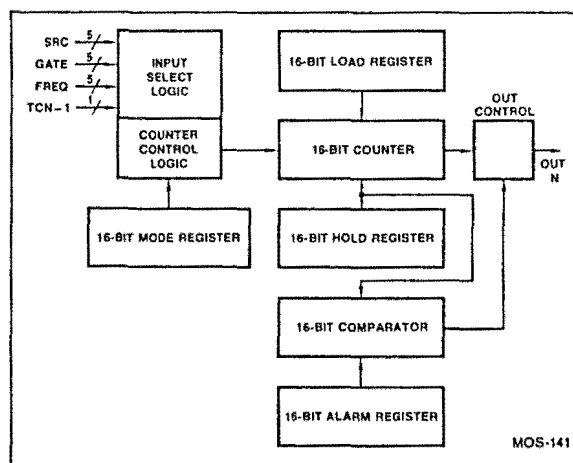 SRC
5
GATE
5
FREQ
5
TCN-1
1
INPUT
SELECT
LOGIC
COUNTER
CONTROL
LOGIC
16-BIT MODE REGISTER
16-BIT LOAD REGISTER
16-BIT COUNTER
16-BIT HOLD REGISTER
16-BIT COMPARATOR
16-BIT ALARM REGISTER
OUT
CONTROL
OUT
N
MOS-141